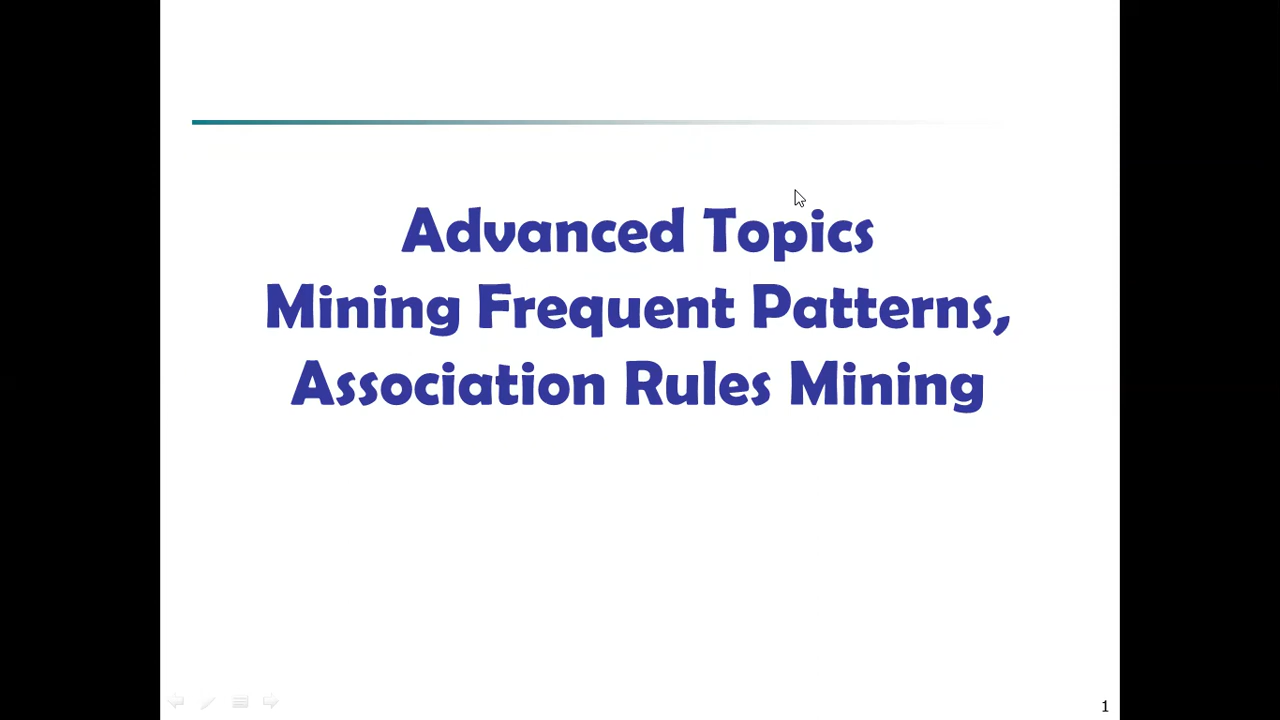 Advanced Topics
Mining Frequent Patterns,
Association Rules Mining
1